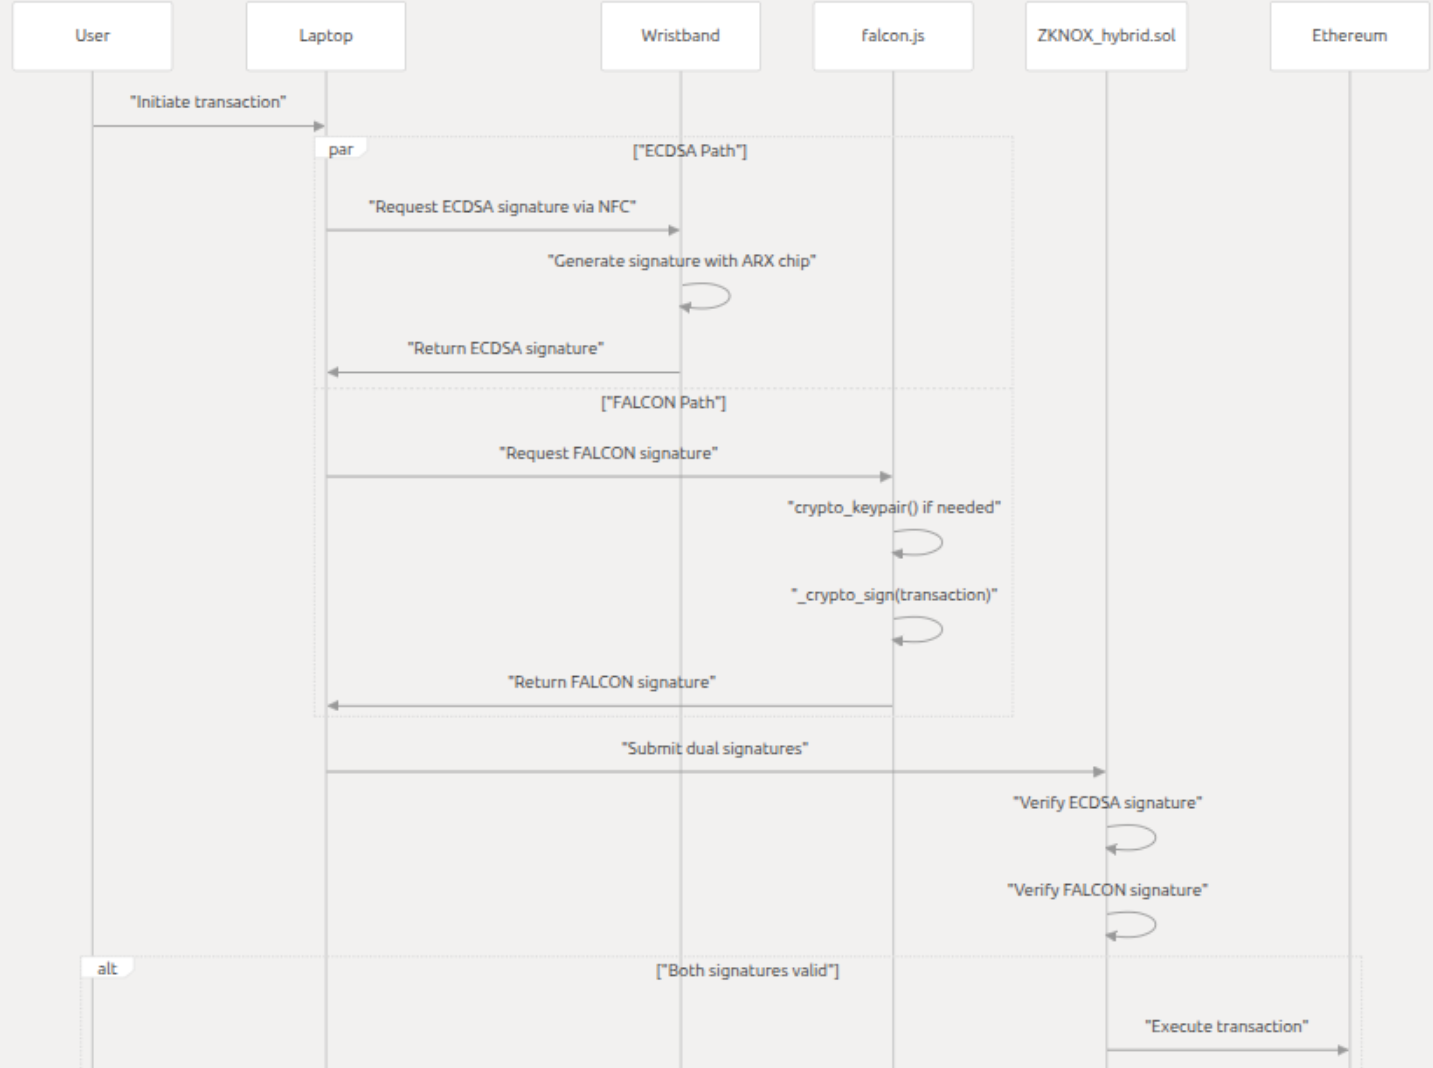 User
Laptop
Wristband
falcon.js
ZKNOX_hybrid.sol
Ethereum
"Initiate transaction"
par
["ECDSA Path"]
"Request ECDSA signature via NFC"
"Generate signature with ARX chip"
"Return ECDSA signature"
["FALCON Path"]
"Request FALCON signature"
"crypto_keypair() if needed"
"_crypto_sign(transaction)"
"Return FALCON signature"
"Submit dual signatures"
"Verify ECDSA signature"
"Verify FALCON signature"
alt
["Both signatures valid"]
"Execute transaction"